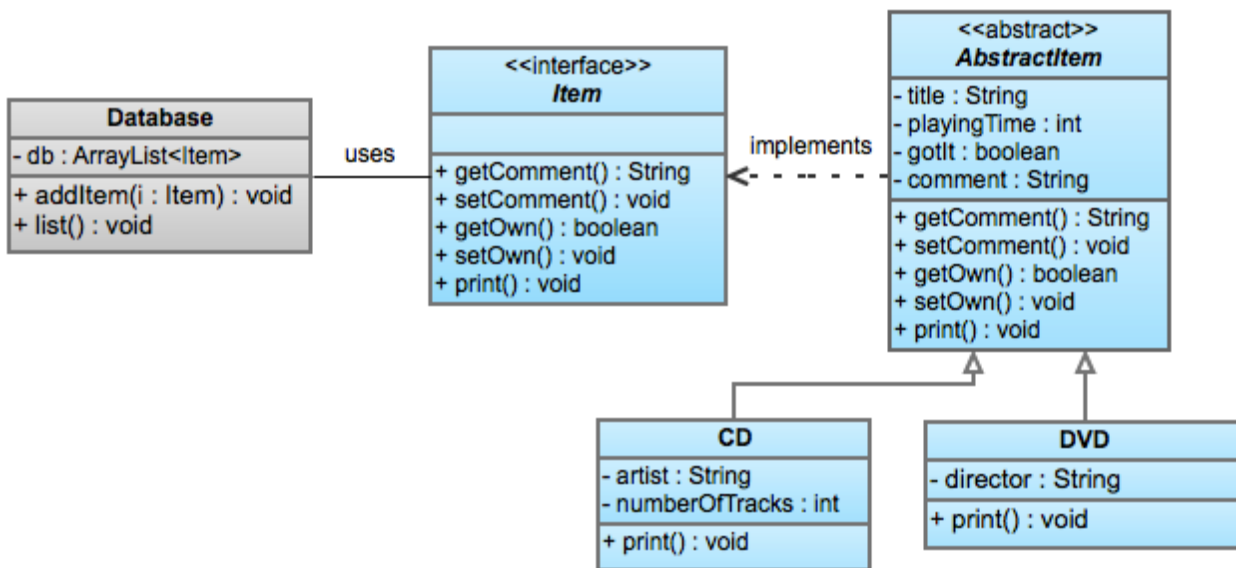 Database
- db : ArrayList<Item>
+ addItem(i : Item) : void
+ list() : void
uses
<<interface>>
Item
+ getComment() : String
+ setComment() : void
+ getOwn() : boolean
+ setOwn() : void
+ print() : void
implements
<<abstract>>
AbstractItem
- title : String
- playingTime : int
- gotIt : boolean
- comment : String
+ getComment() : String
+ setComment() : void
+ getOwn() : boolean
+ setOwn() : void
+ print() : void
CD
- artist : String
- numberOfTracks : int
+ print() : void
DVD
- director : String
+ print() : void